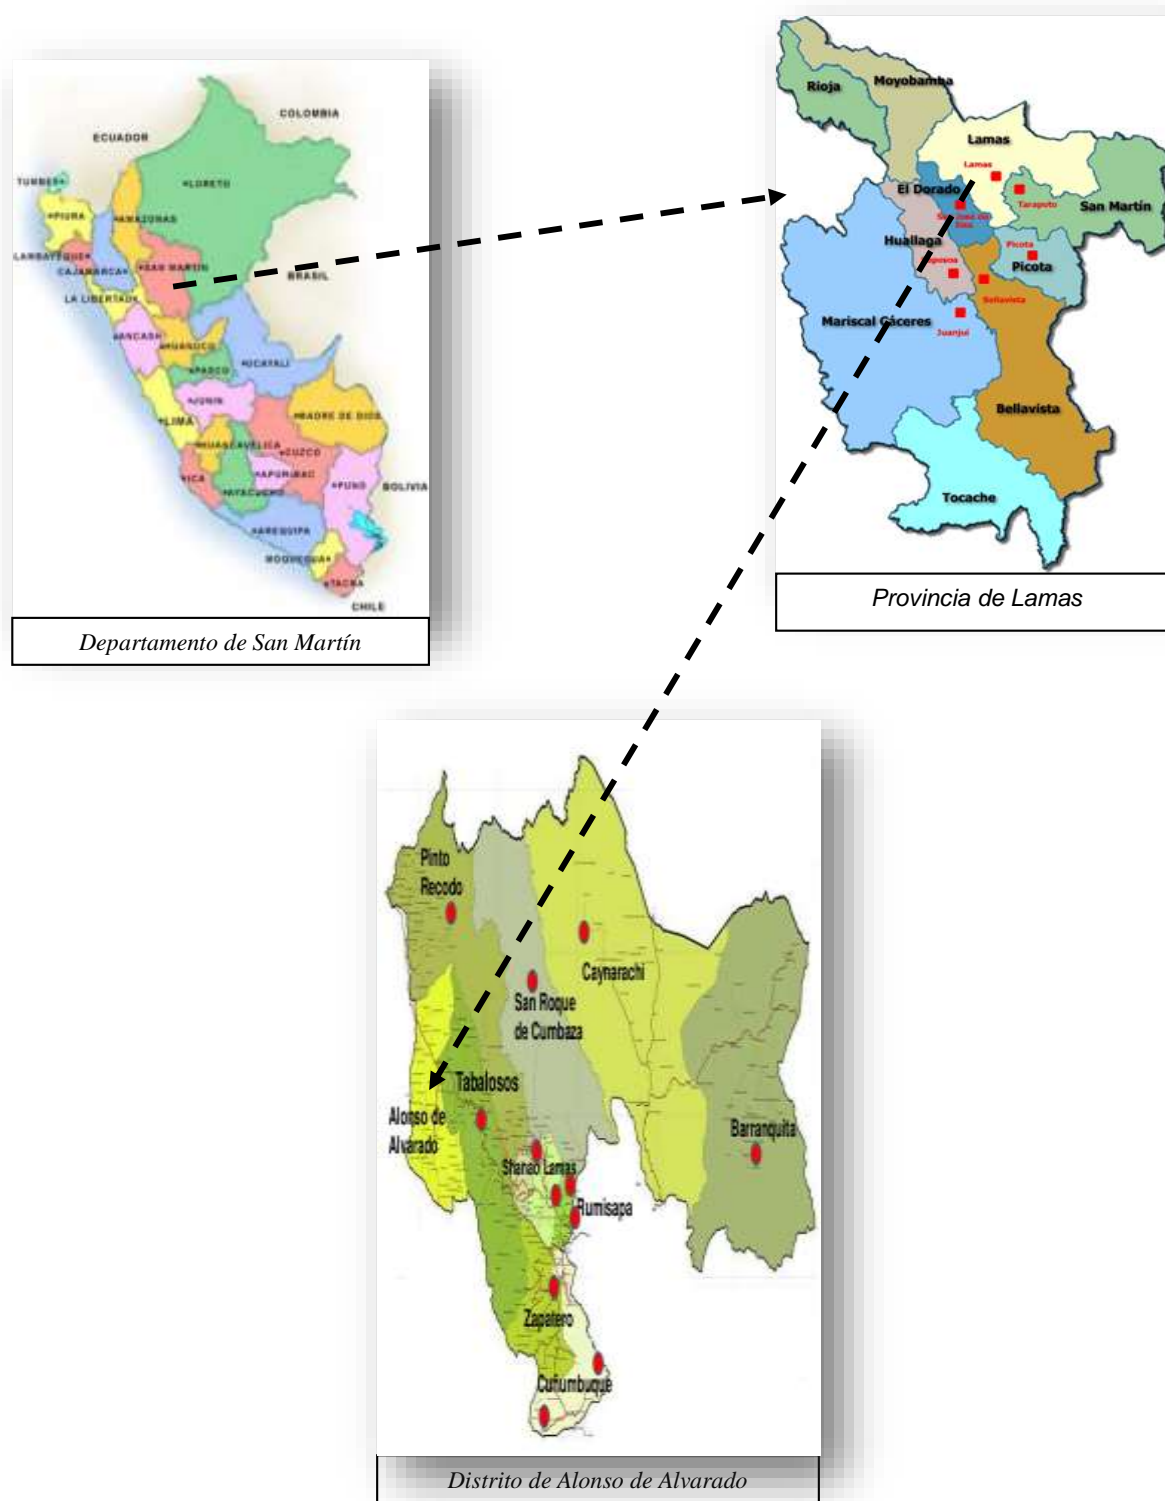 COLOMBIA
ECUADOR
LORETO
TUMBES
PIURA
AMAZONAS
LAMBAYEQUE
CAJAMARCA
SAN MARTIN
BRASIL
LA LIBERTAD
ANCASH
HUANUCO
UCAYALI
PASCO
JUNIN
LIMA
MADRE DE DIOS
HUANCAVELICA
CUZCO
ICA
APURIMAC
PUNO
BOLIVIA
AYACUCHO
AREQUIPA
MOQUEGUA
TACNA
CHILE
Departamento de San Martín
Moyobamba
Rioja
Lamas
Lamas
El Dorado
Tarapoto
San Martín
Huallaga
Picota
Picota
Bellavista
Mariscal Cáceres
Juanjui
Bellavista
Tocache
Provincia de Lamas
Pinto
Recodo
Caynarachi
San Roque
de Cumbaza
Tabalosos
Alonso de
Alvarado
Barranquita
Shanao Lamas
Rumisapa
Zapatero
Cuñumbuque
Distrito de Alonso de Alvarado